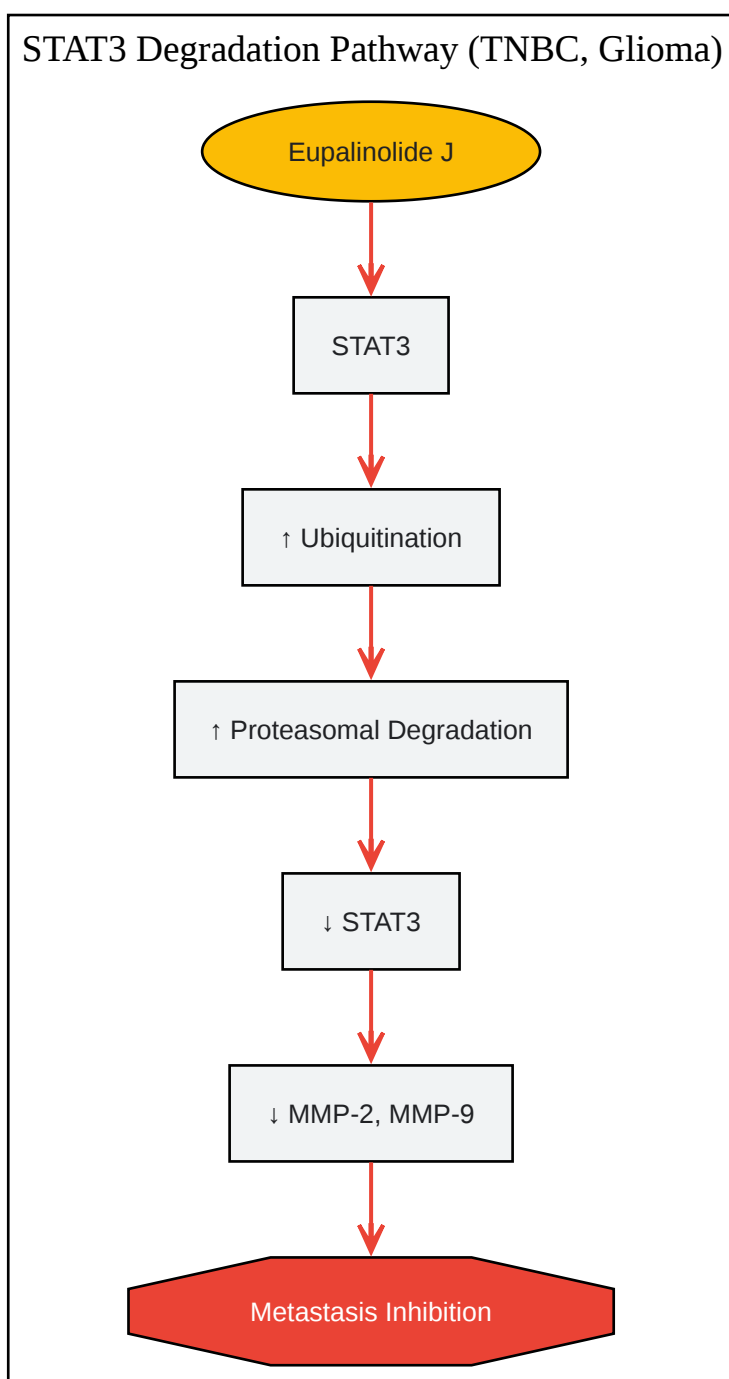 STAT3 Degradation Pathway (TNBC, Glioma)
Eupalinolide J
STAT3
↑ Ubiquitination
↑ Proteasomal Degradation
↓ STAT3
↓ MMP-2, MMP-9
Metastasis Inhibition